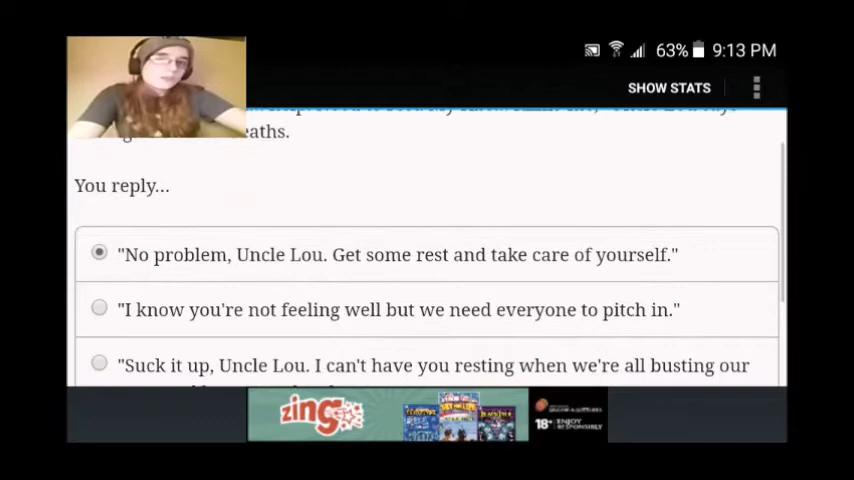 63% 9:13 PM
SHOW STATS
eaths.
You reply...
"No problem, Uncle Lou. Get some rest and take care of yourself."
"I know you're not feeling well but we need everyone to pitch in."
"Suck it up, Uncle Lou. I can't have you resting when we're all busting our
zing
18+ ENJOY RESPONSIBLY